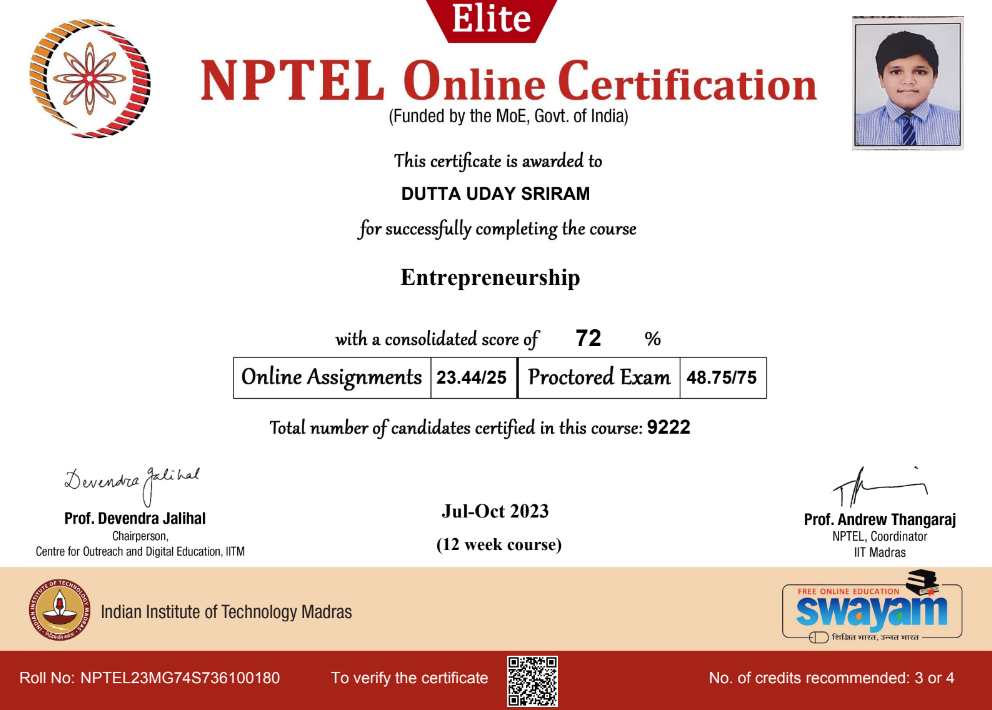 Elite
NPTEL Online Certification
(Funded by the MoE, Govt. of India)
This certificate is awarded to
DUTTA UDAY SRIRAM
for successfully completing the course
Entrepreneurship
with a consolidated score of 72 %
Online Assignments 23.44/25 Proctored Exam 48.75/75
Total number of candidates certified in this course: 9222
Devendra Jalihal
Prof. Devendra Jalihal
Chairperson,
Centre for Outreach and Digital Education, IITM
Jul-Oct 2023
(12 week course)
Prof. Andrew Thangaraj
NPTEL, Coordinator
IIT Madras
INDIAN INSTITUTE OF TECHNOLOGY MADRAS
Indian Institute of Technology Madras
FREE ONLINE EDUCATION
swayam
शिक्षित भारत, उन्नत भारत
Roll No: NPTEL23MG74S736100180
To verify the certificate
No. of credits recommended: 3 or 4